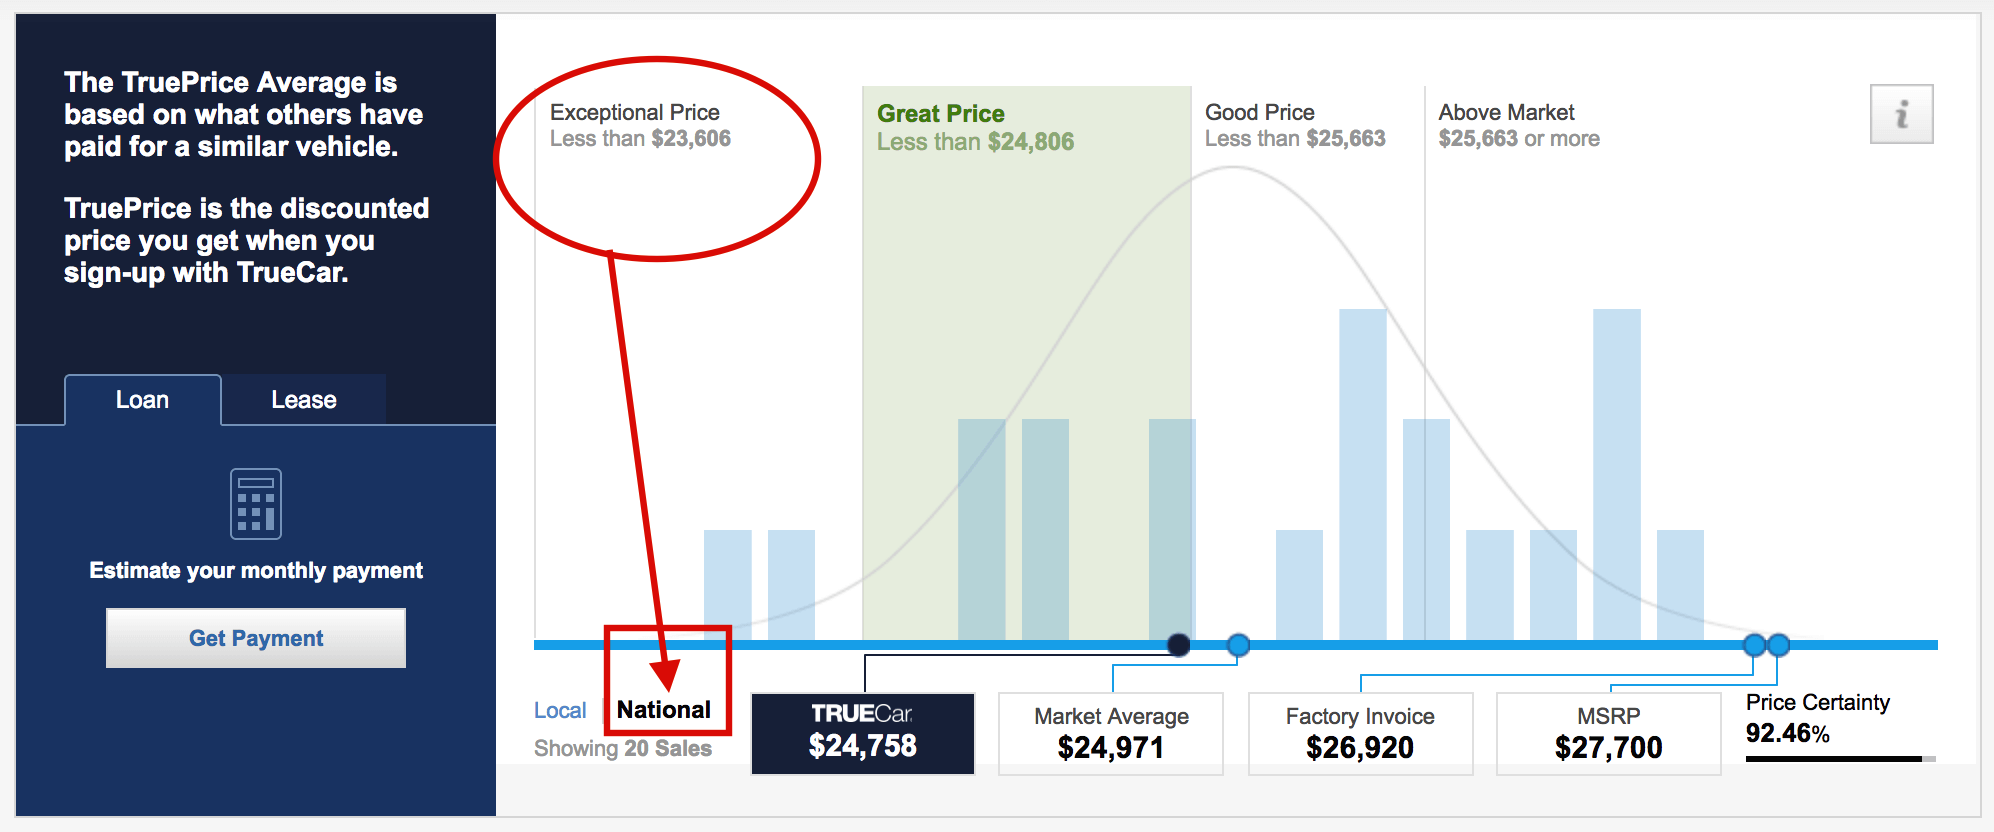 The TruePrice Average is
based on what others have
paid for a similar vehicle.
TruePrice is the discounted
price you get when you
sign-up with TrueCar.
Loan
Lease
Estimate your monthly payment
Get Payment
Exceptional Price
Less than $23,606
Great Price
Less than $24,806
Good Price
Less than $25,663
Above Market
$25,663 or more
i
Local
National
Showing 20 Sales
TRUECar
$24,758
Market Average
$24,971
Factory Invoice
$26,920
MSRP
$27,700
Price Certainty
92.46%